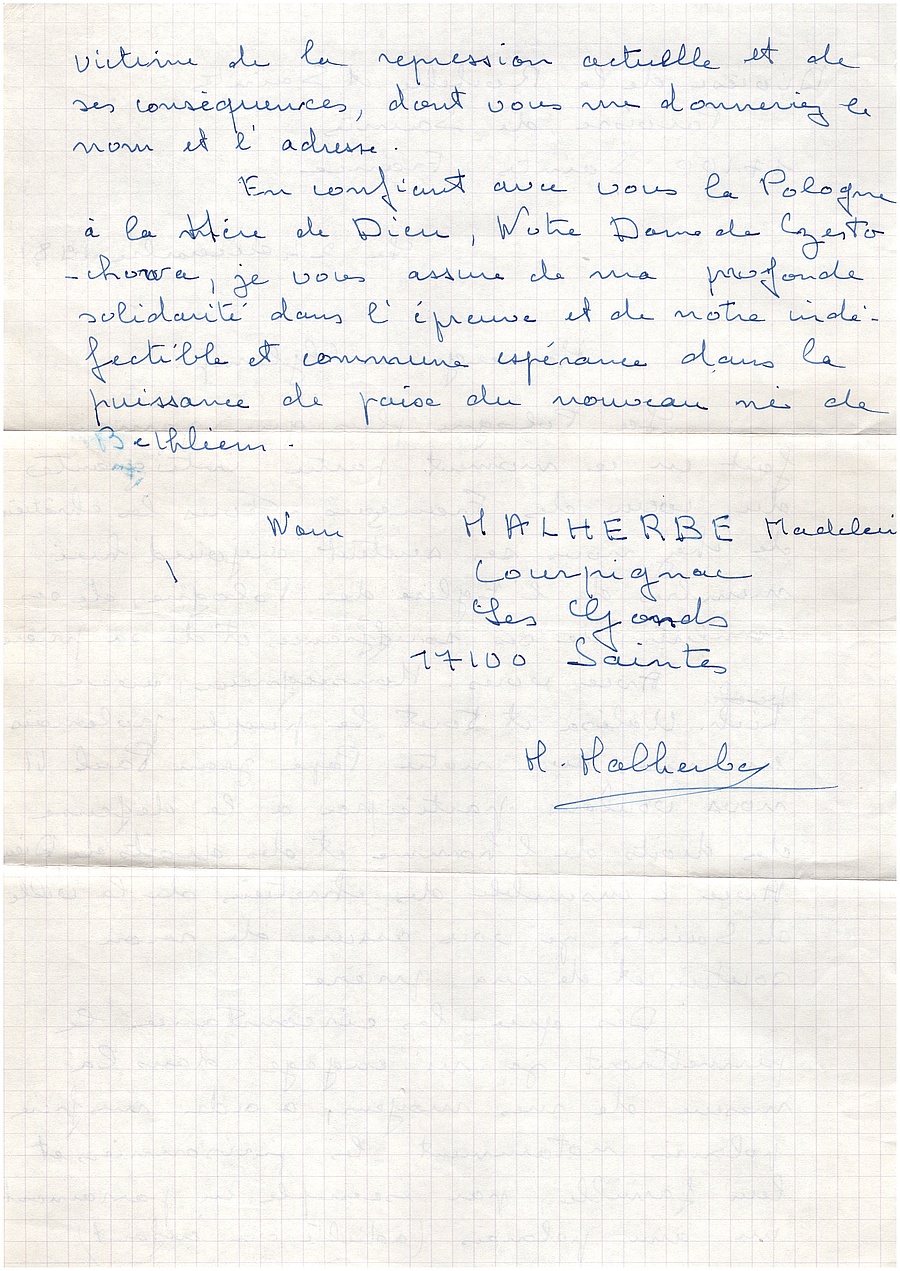 victime de la repression actuelle et de
ses conséquences, dont vous me donneriez le
nom et l'adresse.
En confiant avec vous la Pologne
à la Mère de Dieu, Notre Dame de Czesto
-chowa, je vous assure de ma profonde
solidarité dans l'épreuve et de notre indé-
fectible et commune espérance dans la
puissance de paix du nouveau né de
Bethléem.
Nom MALHERBE Madelei
Courpignac
Les Gonds
17100 Saintes
M. Malherbe